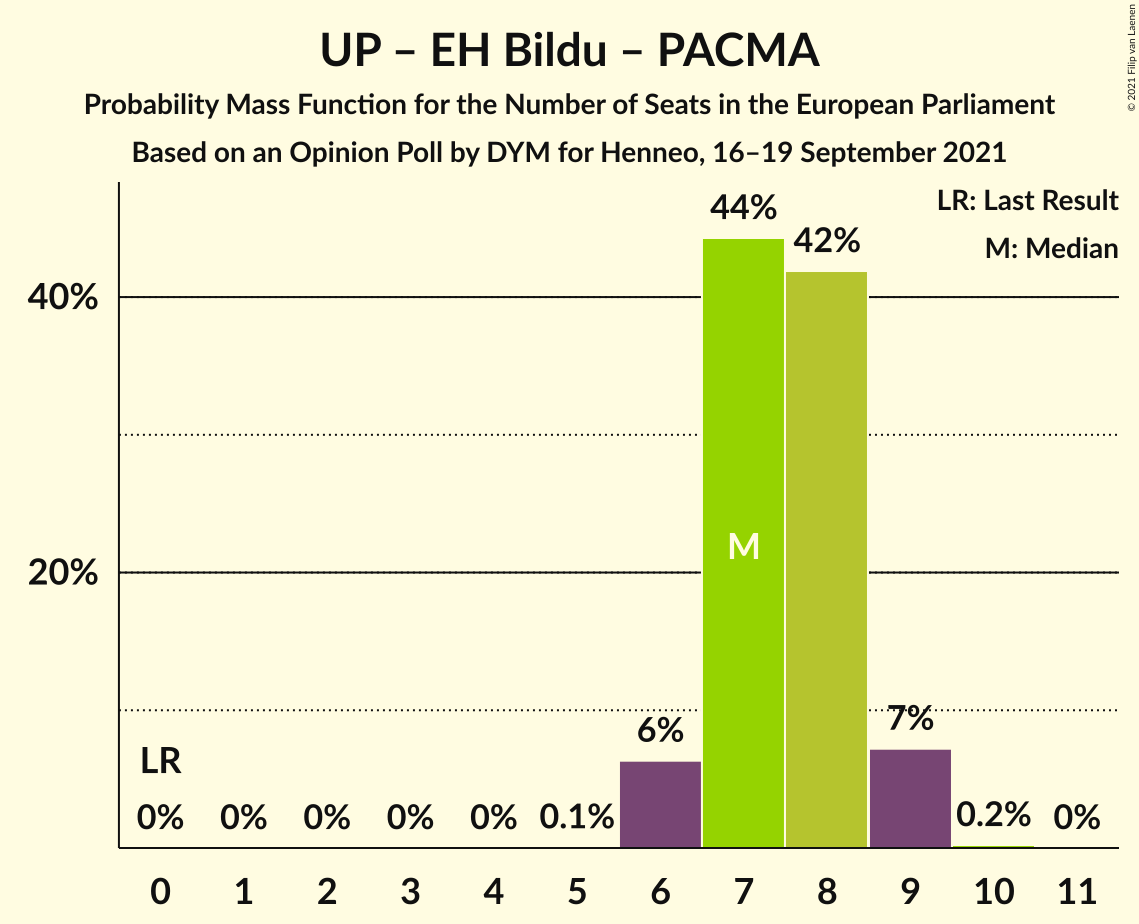 UP – EH Bildu – PACMA
Probability Mass Function for the Number of Seats in the European Parliament
Based on an Opinion Poll by DYM for Henneo, 16–19 September 2021
© 2021 Filip van Laenen
LR: Last Result
M: Median
44%
42%
40%
M
20%
7%
6%
LR
0% 0% 0% 0% 0% 0.1% 0.2% 0%
0 1 2 3 4 5 6 7 8 9 10 11